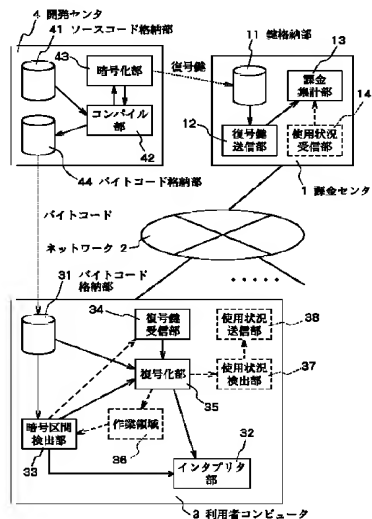 4 開発センタ
41 ソースコード格納部
43
暗号化部
コンパイル部
42
44 バイトコード格納部
復号鍵
11 鍵格納部
13
課金集計部
14
12
復号鍵送信部
使用状況受信部
1 課金センタ
バイトコード
ネットワーク 2
31 バイトコード格納部
34
復号鍵受信部
使用状況送信部
38
復号化部
35
使用状況検出部
37
暗号区間検出部
33
作業領域
36
32
インタプリタ部
3 利用者コンピュータ